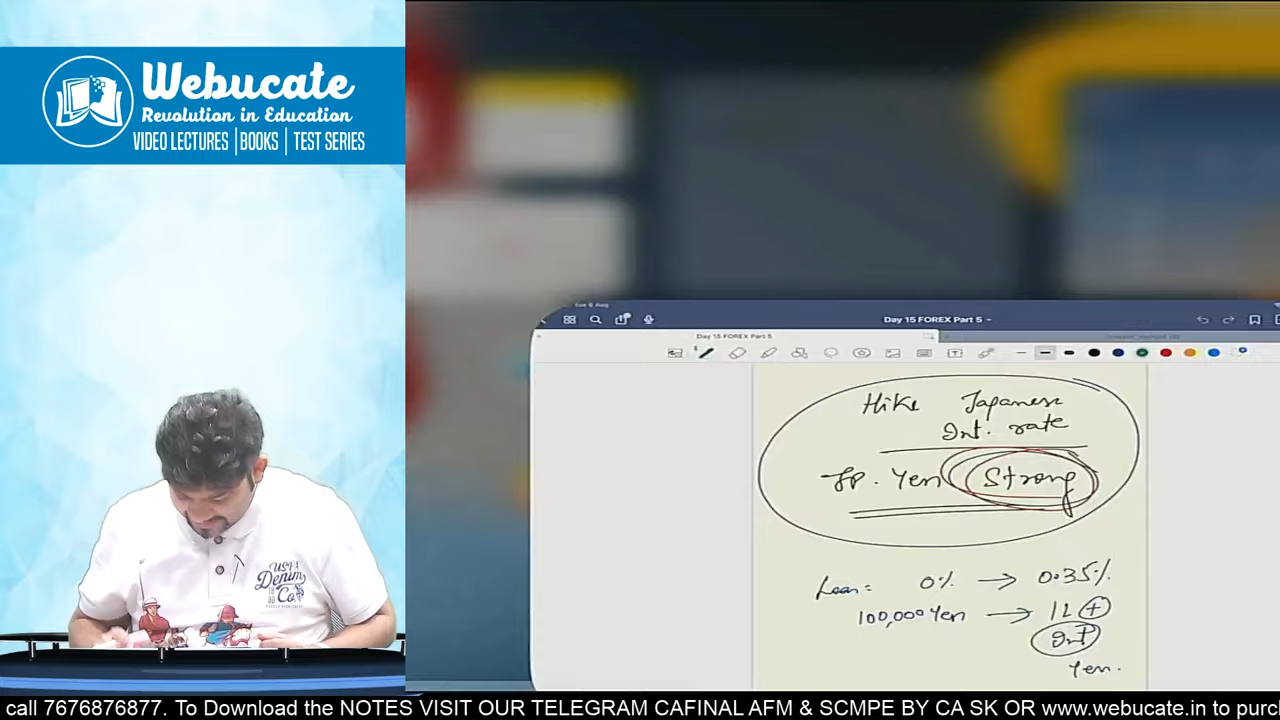 Webucate
Revolution in Education
VIDEO LECTURES | BOOKS | TEST SERIES
Day 15 FOREX Part 5
Day 15 FOREX Part 5
Hike Japanese
Int. rate
JP. Yen Strong
Loan: 0% → 0.35%
100,000 Yen → 1L +
Int
Yen.
Denim
Co.
call 7676876877. To Download the NOTES VISIT OUR TELEGRAM CAFINAL AFM & SCMPE BY CA SK OR www.webucate.in to purc